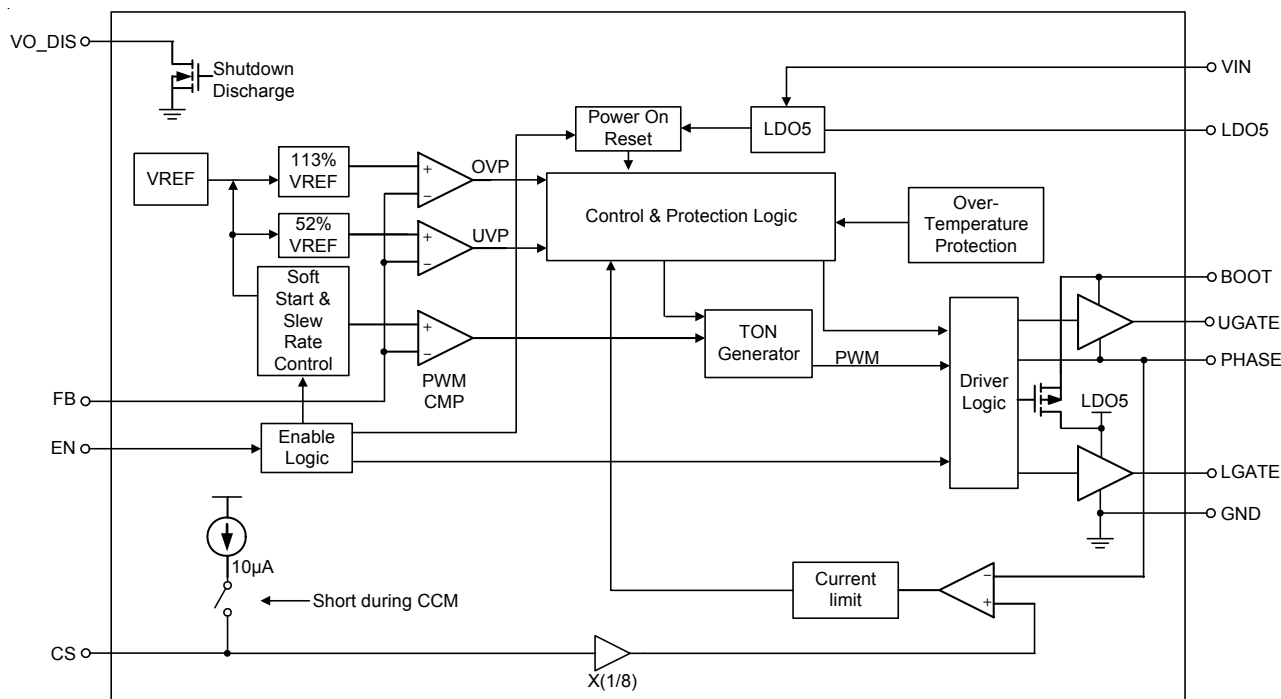 VO_DIS
Shutdown
Discharge
VIN
LDO5
Power On
Reset
LDO5
VREF
113%
VREF
+
−
OVP
52%
VREF
+
−
UVP
Control & Protection Logic
Over-
Temperature
Protection
Soft
Start &
Slew
Rate
Control
+
−
PWM
CMP
TON
Generator
PWM
Driver
Logic
BOOT
UGATE
PHASE
LDO5
LGATE
GND
FB
EN
Enable
Logic
10µA
Short during CCM
Current
limit
−
+
CS
X(1/8)